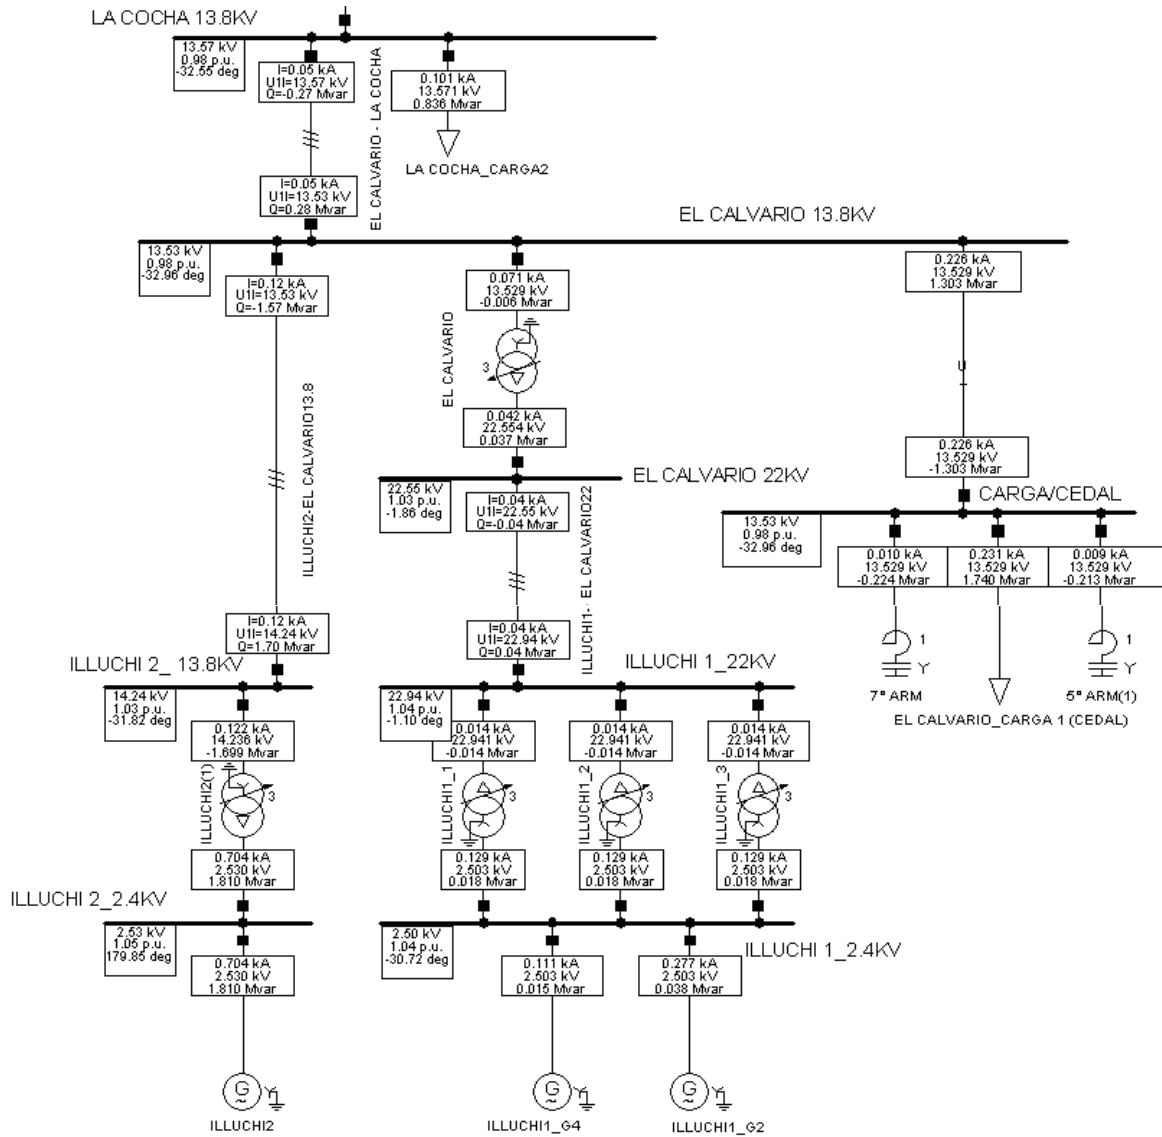 LA COCHA 13.8KV
13.57 kV
0.98 p.u.
-32.55 deg
I=0.05 kA
U1l=13.57 kV
Q=-0.27 Mvar
EL CALVARIO - LA COCHA
0.101 kA
13.571 kV
0.836 Mvar
LA COCHA_CARGA2
I=0.05 kA
U1l=13.53 kV
Q=0.28 Mvar
EL CALVARIO 13.8KV
13.53 kV
0.98 p.u.
-32.96 deg
I=0.12 kA
U1l=13.53 kV
Q=-1.57 Mvar
0.071 kA
13.529 kV
-0.006 Mvar
0.226 kA
13.529 kV
1.303 Mvar
EL CALVARIO
3
U
ILLUCHI2-EL CALVARIO13.8
0.042 kA
22.554 kV
0.037 Mvar
0.226 kA
13.529 kV
-1.303 Mvar
EL CALVARIO 22KV
22.55 kV
1.03 p.u.
-1.86 deg
I=0.04 kA
U1l=22.55 kV
Q=-0.04 Mvar
ILLUCHI1- EL CALVARIO22
CARGA/CEDAL
13.53 kV
0.98 p.u.
-32.96 deg
0.010 kA
13.529 kV
-0.224 Mvar
0.231 kA
13.529 kV
1.740 Mvar
0.009 kA
13.529 kV
-0.213 Mvar
1
1
7° ARM
5° ARM(1)
EL CALVARIO_CARGA 1 (CEDAL)
I=0.12 kA
U1l=14.24 kV
Q=1.70 Mvar
I=0.04 kA
U1l=22.94 kV
Q=0.04 Mvar
ILLUCHI 2_ 13.8KV
ILLUCHI 1_22KV
14.24 kV
1.03 p.u.
-31.82 deg
22.94 kV
1.04 p.u.
-1.10 deg
0.122 kA
14.236 kV
-1.699 Mvar
0.014 kA
22.941 kV
-0.014 Mvar
0.014 kA
22.941 kV
-0.014 Mvar
0.014 kA
22.941 kV
-0.014 Mvar
ILLUCHI2(1)
3
ILLUCHI1_1
3
ILLUCHI1_2
3
ILLUCHI1_3
3
0.704 kA
2.530 kV
1.810 Mvar
0.129 kA
2.503 kV
0.018 Mvar
0.129 kA
2.503 kV
0.018 Mvar
0.129 kA
2.503 kV
0.018 Mvar
ILLUCHI 2_2.4KV
2.53 kV
1.05 p.u.
179.85 deg
2.50 kV
1.04 p.u.
-30.72 deg
ILLUCHI 1_2.4KV
0.704 kA
2.530 kV
1.810 Mvar
0.111 kA
2.503 kV
0.015 Mvar
0.277 kA
2.503 kV
0.038 Mvar
G
~
G
~
G
~
ILLUCHI2
ILLUCHI1_G4
ILLUCHI1_G2